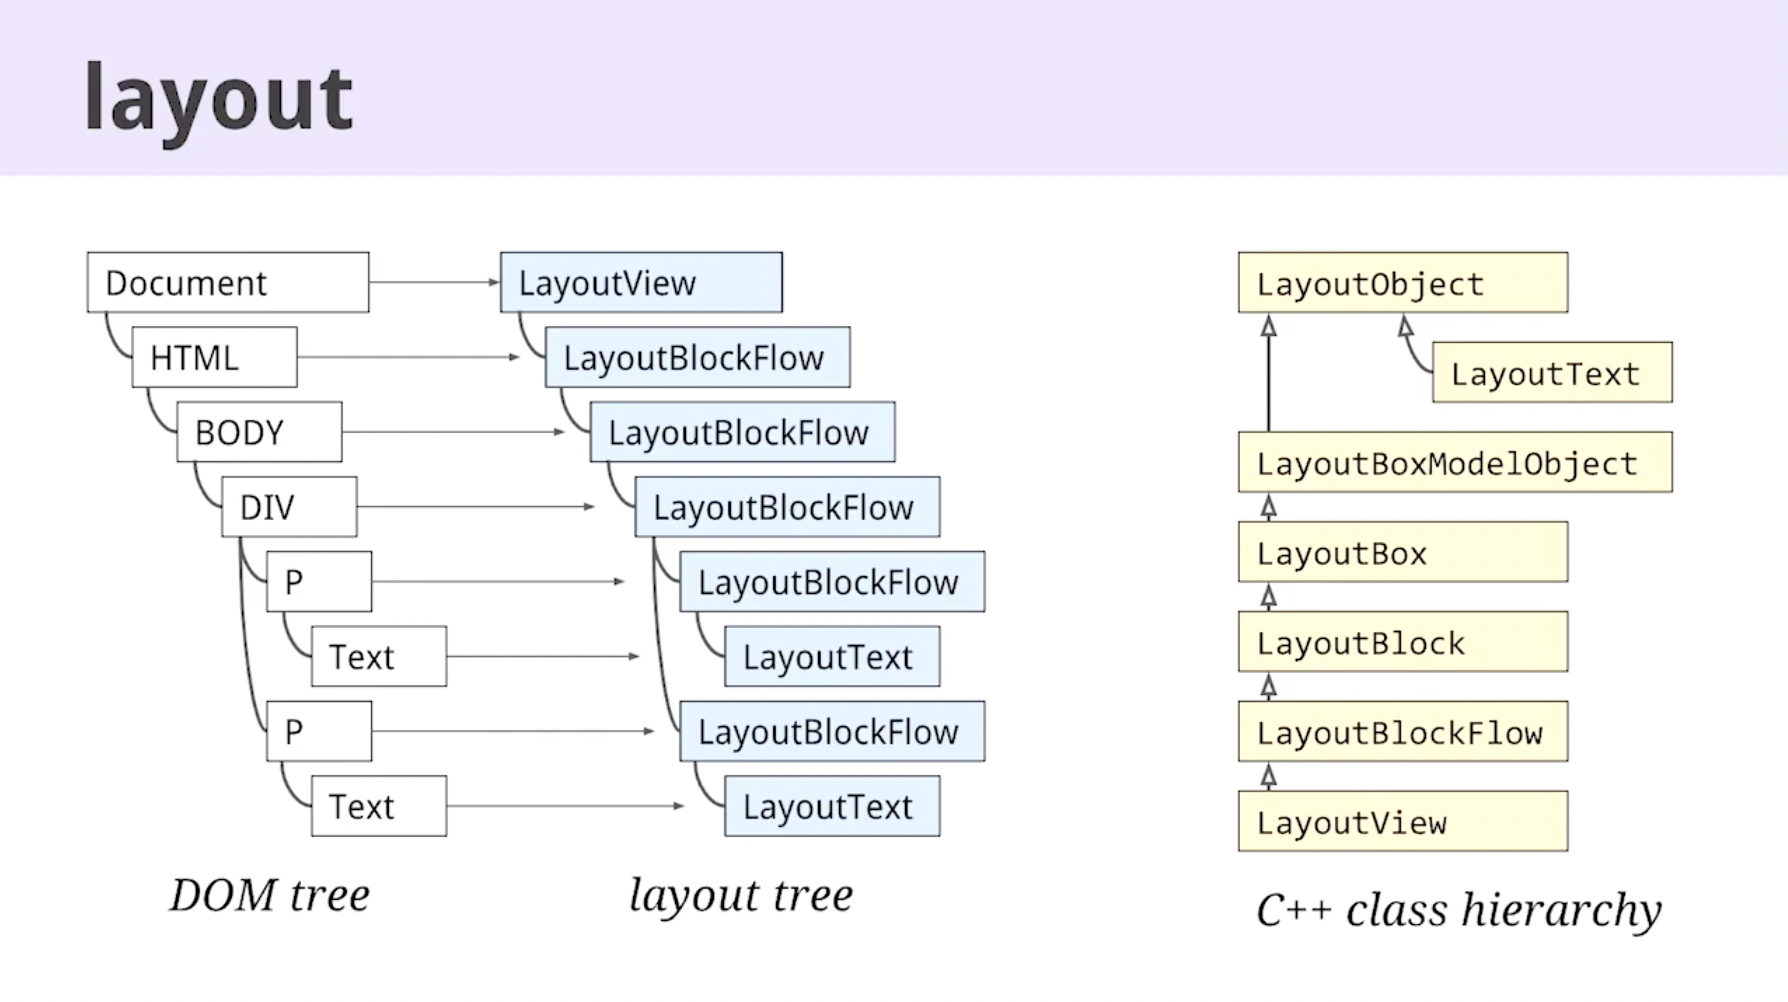 layout
Document
HTML
BODY
DIV
P
Text
P
Text
DOM tree
LayoutView
LayoutBlockFlow
LayoutBlockFlow
LayoutBlockFlow
LayoutBlockFlow
LayoutText
LayoutBlockFlow
LayoutText
layout tree
LayoutObject
LayoutText
LayoutBoxModelObject
LayoutBox
LayoutBlock
LayoutBlockFlow
LayoutView
C++ class hierarchy